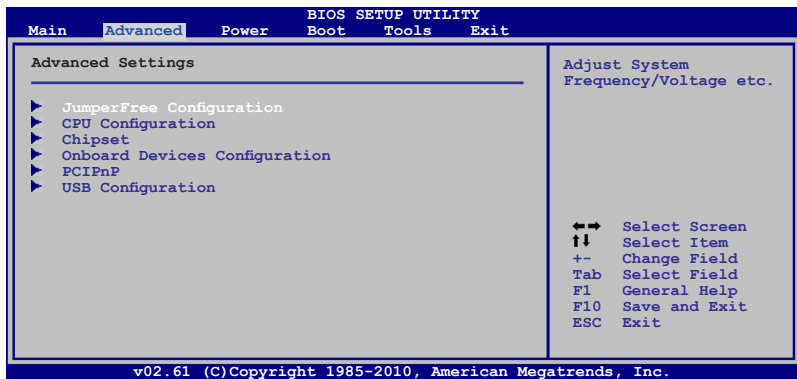 BIOS SETUP UTILITY
Main Advanced Power Boot Tools Exit
Advanced Settings
JumperFree Configuration
CPU Configuration
Chipset
Onboard Devices Configuration
PCIPnP
USB Configuration
Adjust System
Frequency/Voltage etc.
←→ Select Screen
↑↓ Select Item
+- Change Field
Tab Select Field
F1 General Help
F10 Save and Exit
ESC Exit
v02.61 (C)Copyright 1985-2010, American Megatrends, Inc.